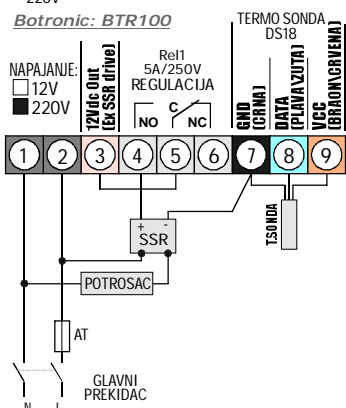 220V
Botronic: BTR100
TERMO SONDA
DS18
Rel1
5A/250V
REGULACIJA
NAPAJANJE:
12V
220V
12Vdc Out
(Ex SSR drive)
C
NO
NC
GND
(CRNA)
DATA
(PLAVA\ZUTA)
VCC
(BRAON\CRVENA)
1 2 3 4 5 6 7 8 9
+ -
SSR
T.SONDA
POTROSAC
AT
GLAVNI
PREKIDAC
N L